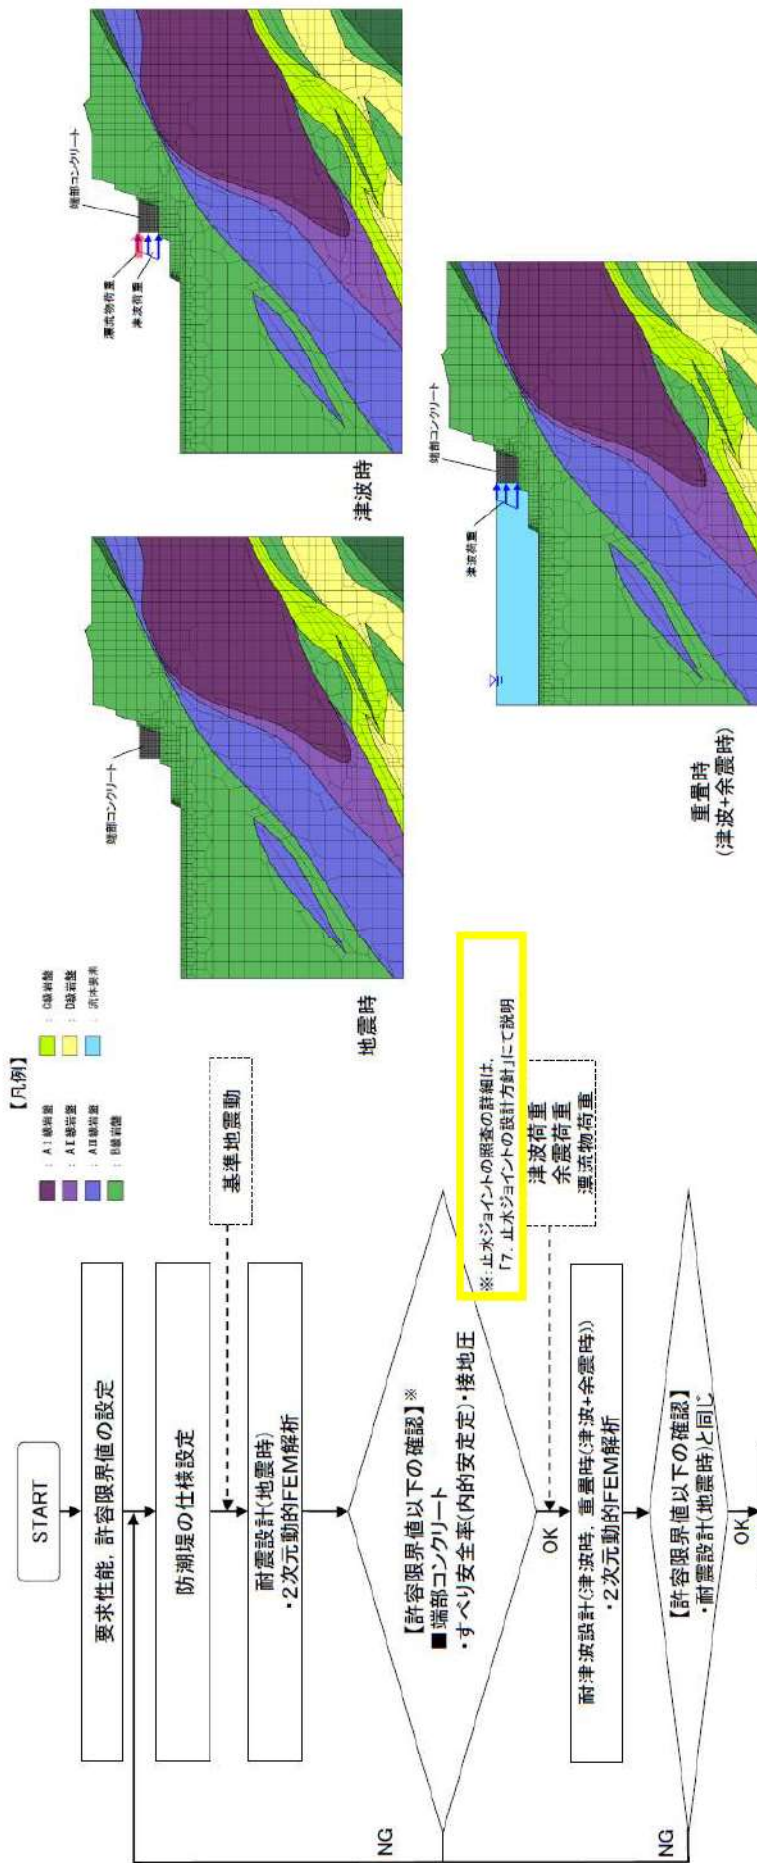 START
要求性能，許容限界値の設定
防潮堤の仕様設定
基準地震動
耐震設計(地震時)
・2次元動的FEM解析
【許容限界値以下の確認】※
■端部コンクリート
・すべり安全率(内的安定定)・接地圧
※：止水ジョイントの照査の詳細は，
「7．止水ジョイントの設計方針」にて説明
NG
OK
津波荷重
余震荷重
漂流物荷重
耐津波設計(津波時，重畳時(津波+余震時))
・2次元動的FEM解析
【許容限界値以下の確認】
・耐震設計(地震時)と同じ
NG
OK
【凡例】
：AⅠ級岩盤
：AⅡ級岩盤
：AⅢ級岩盤
：B級岩盤
：C級岩盤
：D級岩盤
：流体要素
端部コンクリート
地震時
端部コンクリート
漂流物荷重
津波荷重
津波時
端部コンクリート
津波荷重
重畳時
(津波+余震時)